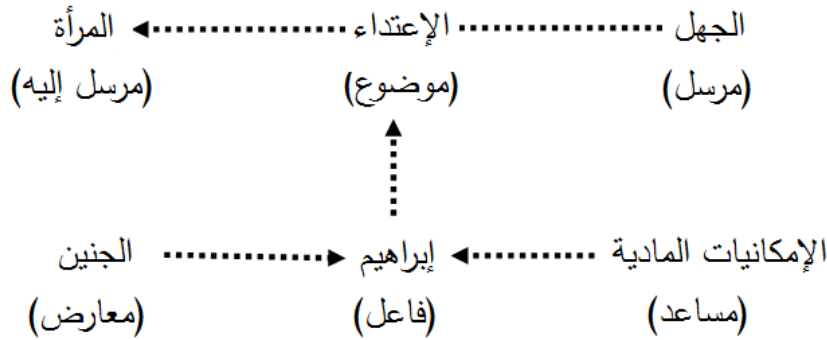 الجهل الإعتداء المرأة
(مرسل) (موضوع) (مرسل إليه)
الإمكانيات المادية إبراهيم الجنين
(مساعد) (فاعل) (معارض)